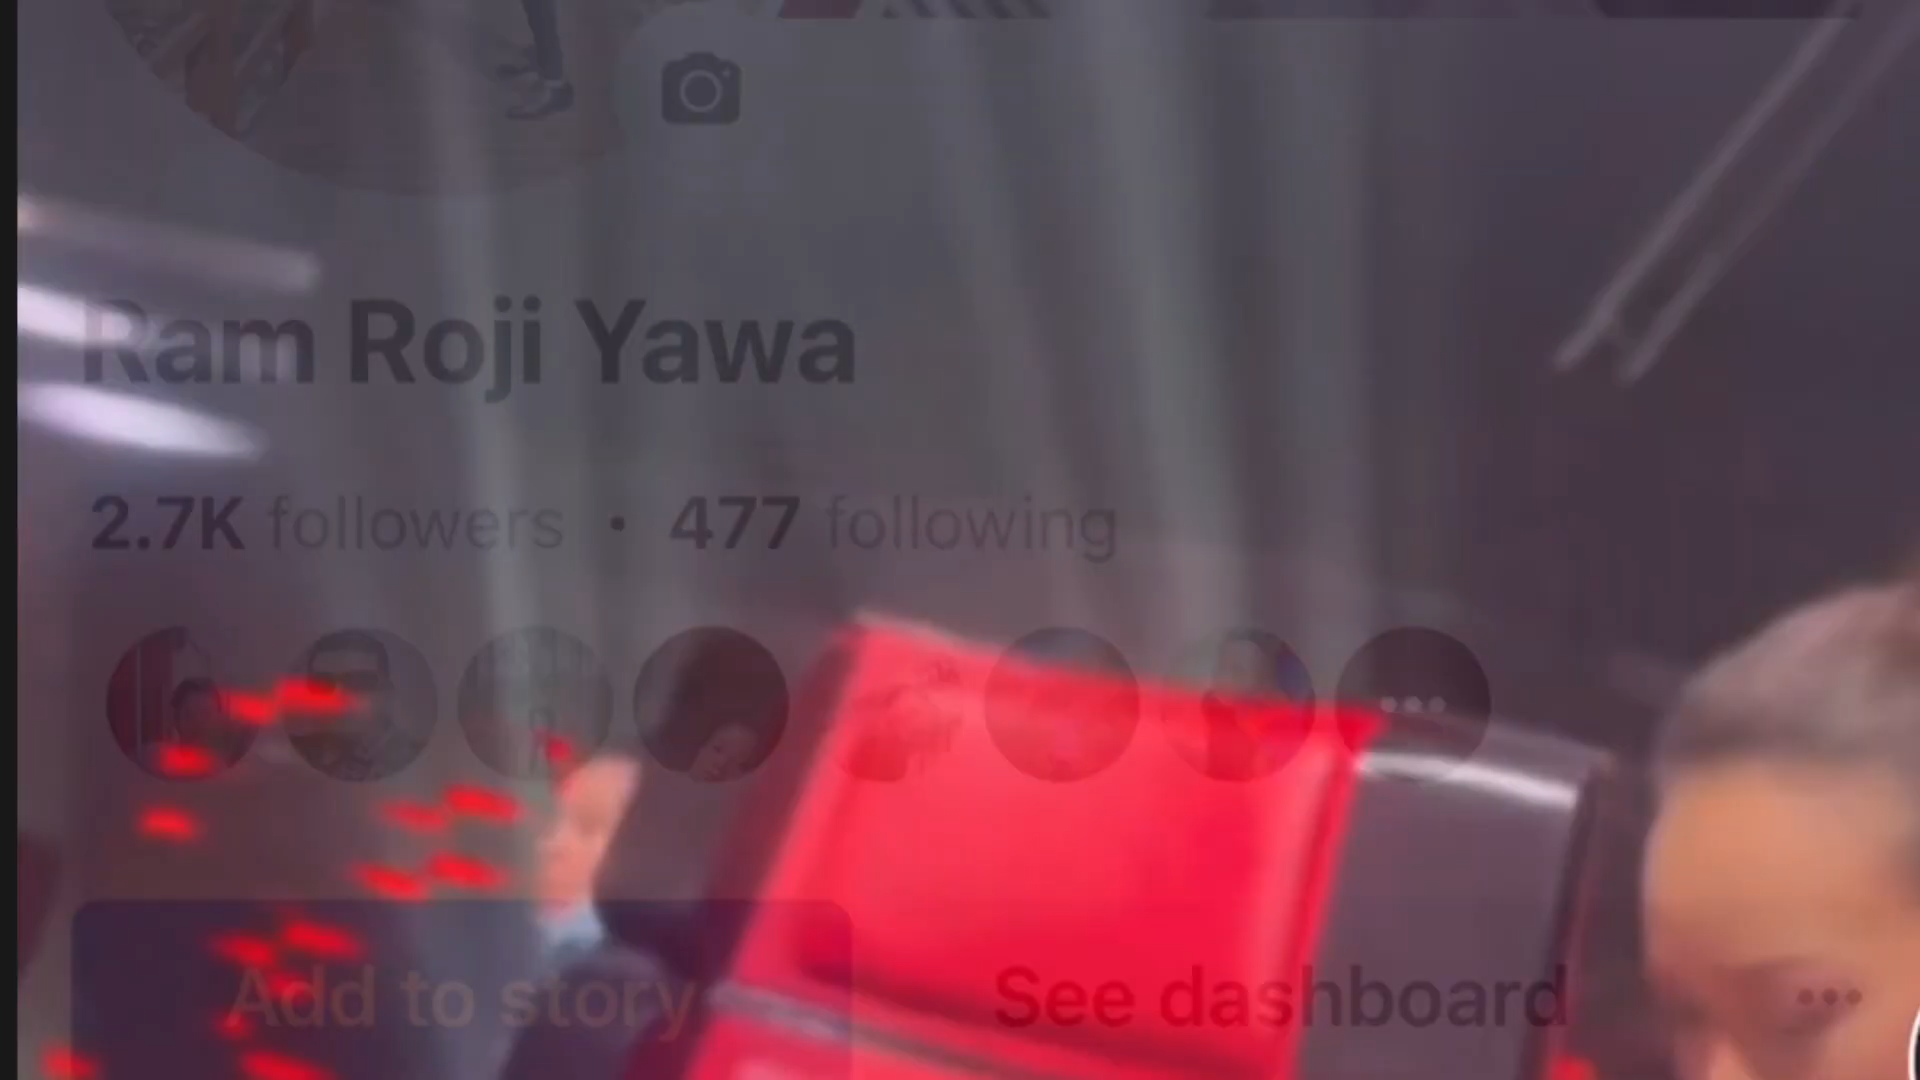 Ram Roji Yawa
2.7K followers · 477 following
Add to story
See dashboard